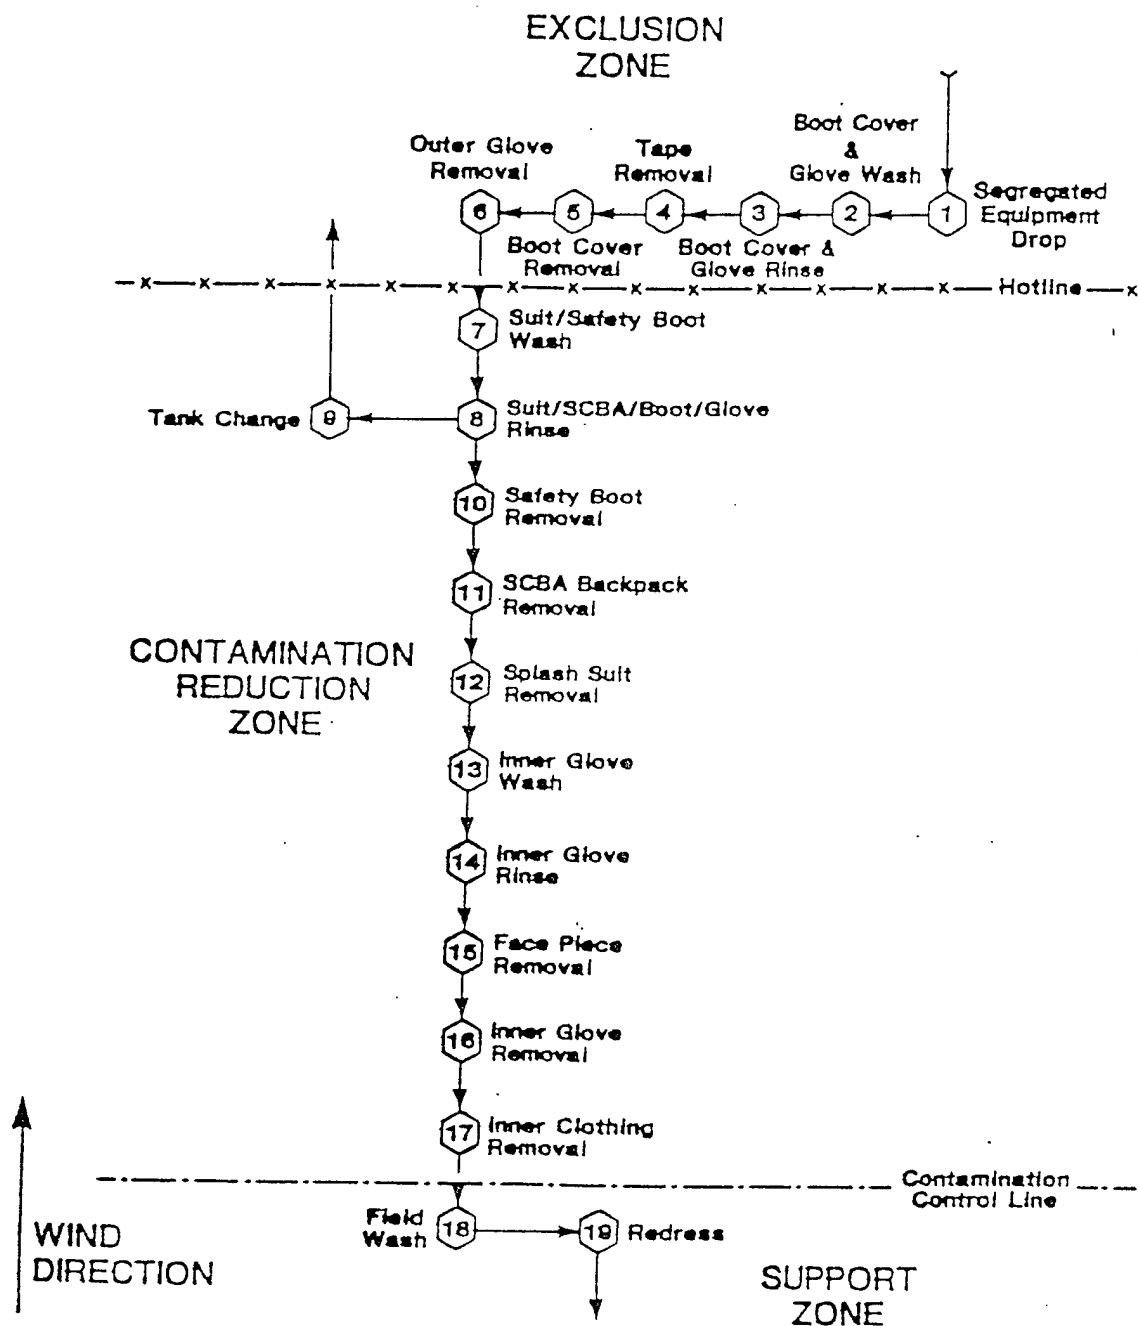 EXCLUSION
ZONE
Boot Cover
&
Glove Wash
Outer Glove
Removal
Tape
Removal
6
5
4
3
2
1
Segregated
Equipment
Drop
Boot Cover
Removal
Boot Cover &
Glove Rinse
Hotline
7
Suit/Safety Boot
Wash
Tank Change
9
8
Suit/SCBA/Boot/Glove
Rinse
10
Safety Boot
Removal
11
SCBA Backpack
Removal
CONTAMINATION
REDUCTION
ZONE
12
Splash Suit
Removal
13
Inner Glove
Wash
14
Inner Glove
Rinse
15
Face Piece
Removal
16
Inner Glove
Removal
17
Inner Clothing
Removal
Contamination
Control Line
Field
Wash
18
19
Redress
WIND
DIRECTION
SUPPORT
ZONE